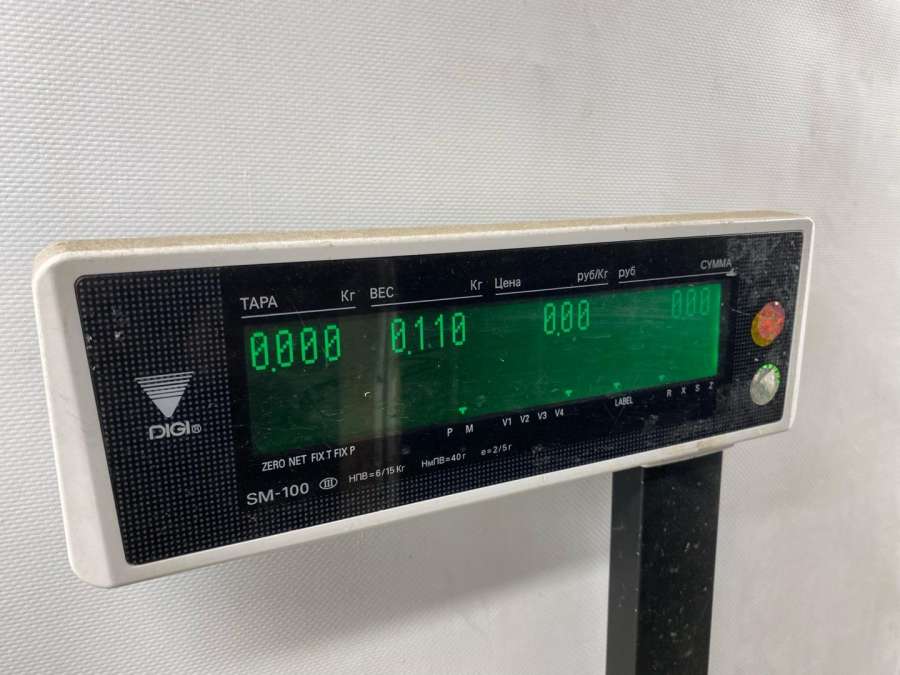 ТАРА Кг ВЕС Кг Цена руб/Кг руб СУММА
0.000 0.110 0.00 0.00
P M V1 V2 V3 V4 LABEL R X S Z
ZERO NET FIX T FIX P
DIGI®
SM-100 III НПВ=6/15 Кг НмПВ=40 г e=2/5 г